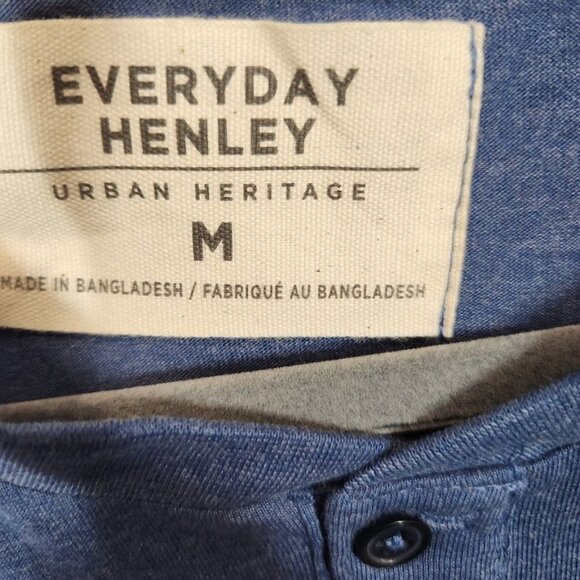 EVERYDAY
HENLEY
URBAN HERITAGE
M
MADE IN BANGLADESH / FABRIQUÉ AU BANGLADESH